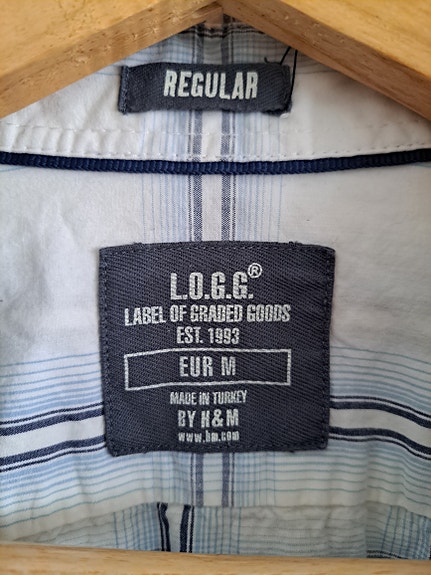 REGULAR
L.O.G.G.®
LABEL OF GRADED GOODS
EST. 1993
EUR M
MADE IN TURKEY
BY H&M
www.hm.com